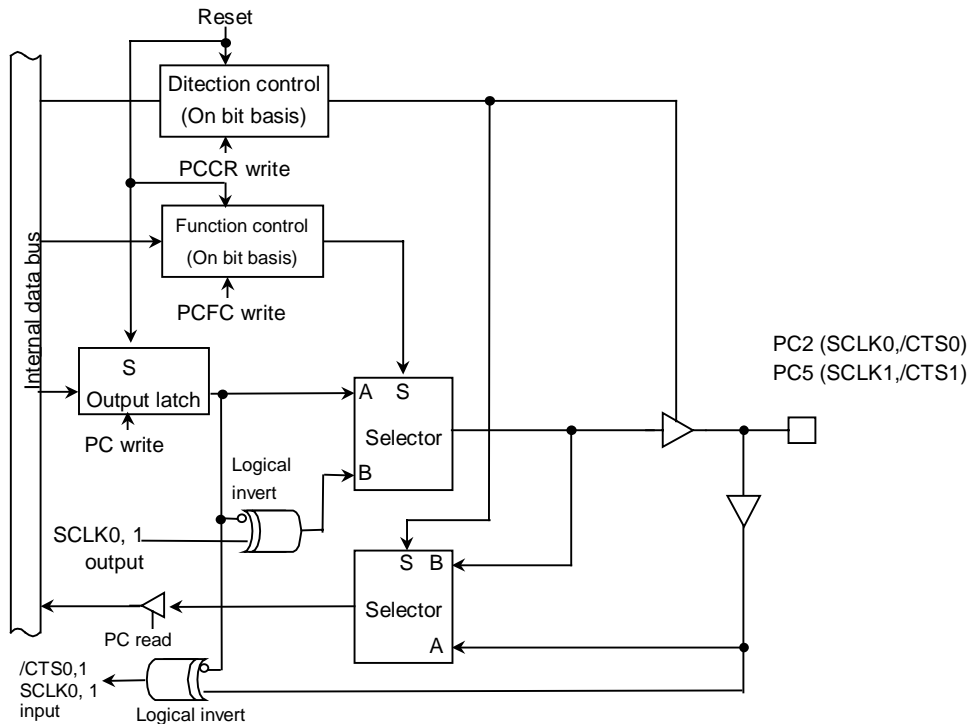 Reset
Ditection control
(On bit basis)
PCCR write
Function control
(On bit basis)
PCFC write
Internal data bus
S
Output latch
PC write
A S
Selector
B
PC2 (SCLK0,/CTS0)
PC5 (SCLK1,/CTS1)
Logical
invert
SCLK0, 1
output
S B
Selector
A
PC read
/CTS0,1
SCLK0, 1
input
Logical invert